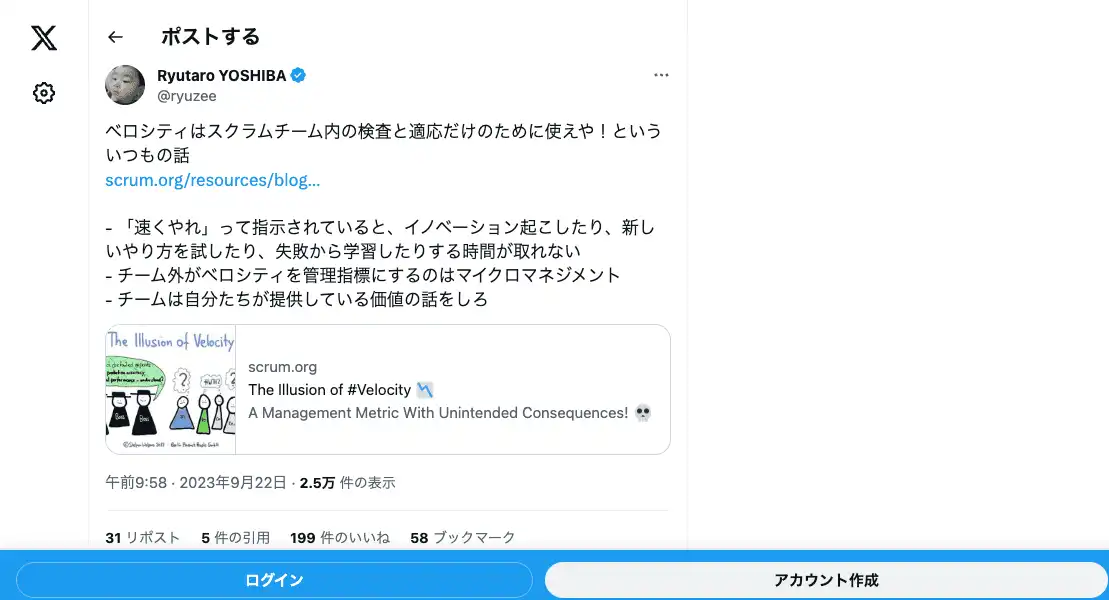 ポストする
Ryutaro YOSHIBA
@ryuzee
ベロシティはスクラムチーム内の検査と適応だけのために使えや！という
いつもの話
scrum.org/resources/blog…
- 「速くやれ」って指示されていると、イノベーション起こしたり、新し
いやり方を試したり、失敗から学習したりする時間が取れない
- チーム外がベロシティを管理指標にするのはマイクロマネジメント
- チームは自分たちが提供している価値の話をしろ
The Illusion of Velocity
scrum.org
The Illusion of #Velocity 📉
A Management Metric With Unintended Consequences! 💀
午前9:58 · 2023年9月22日 · 2.5万 件の表示
31 リポスト 5 件の引用 199 件のいいね 58 ブックマーク
ログイン
アカウント作成